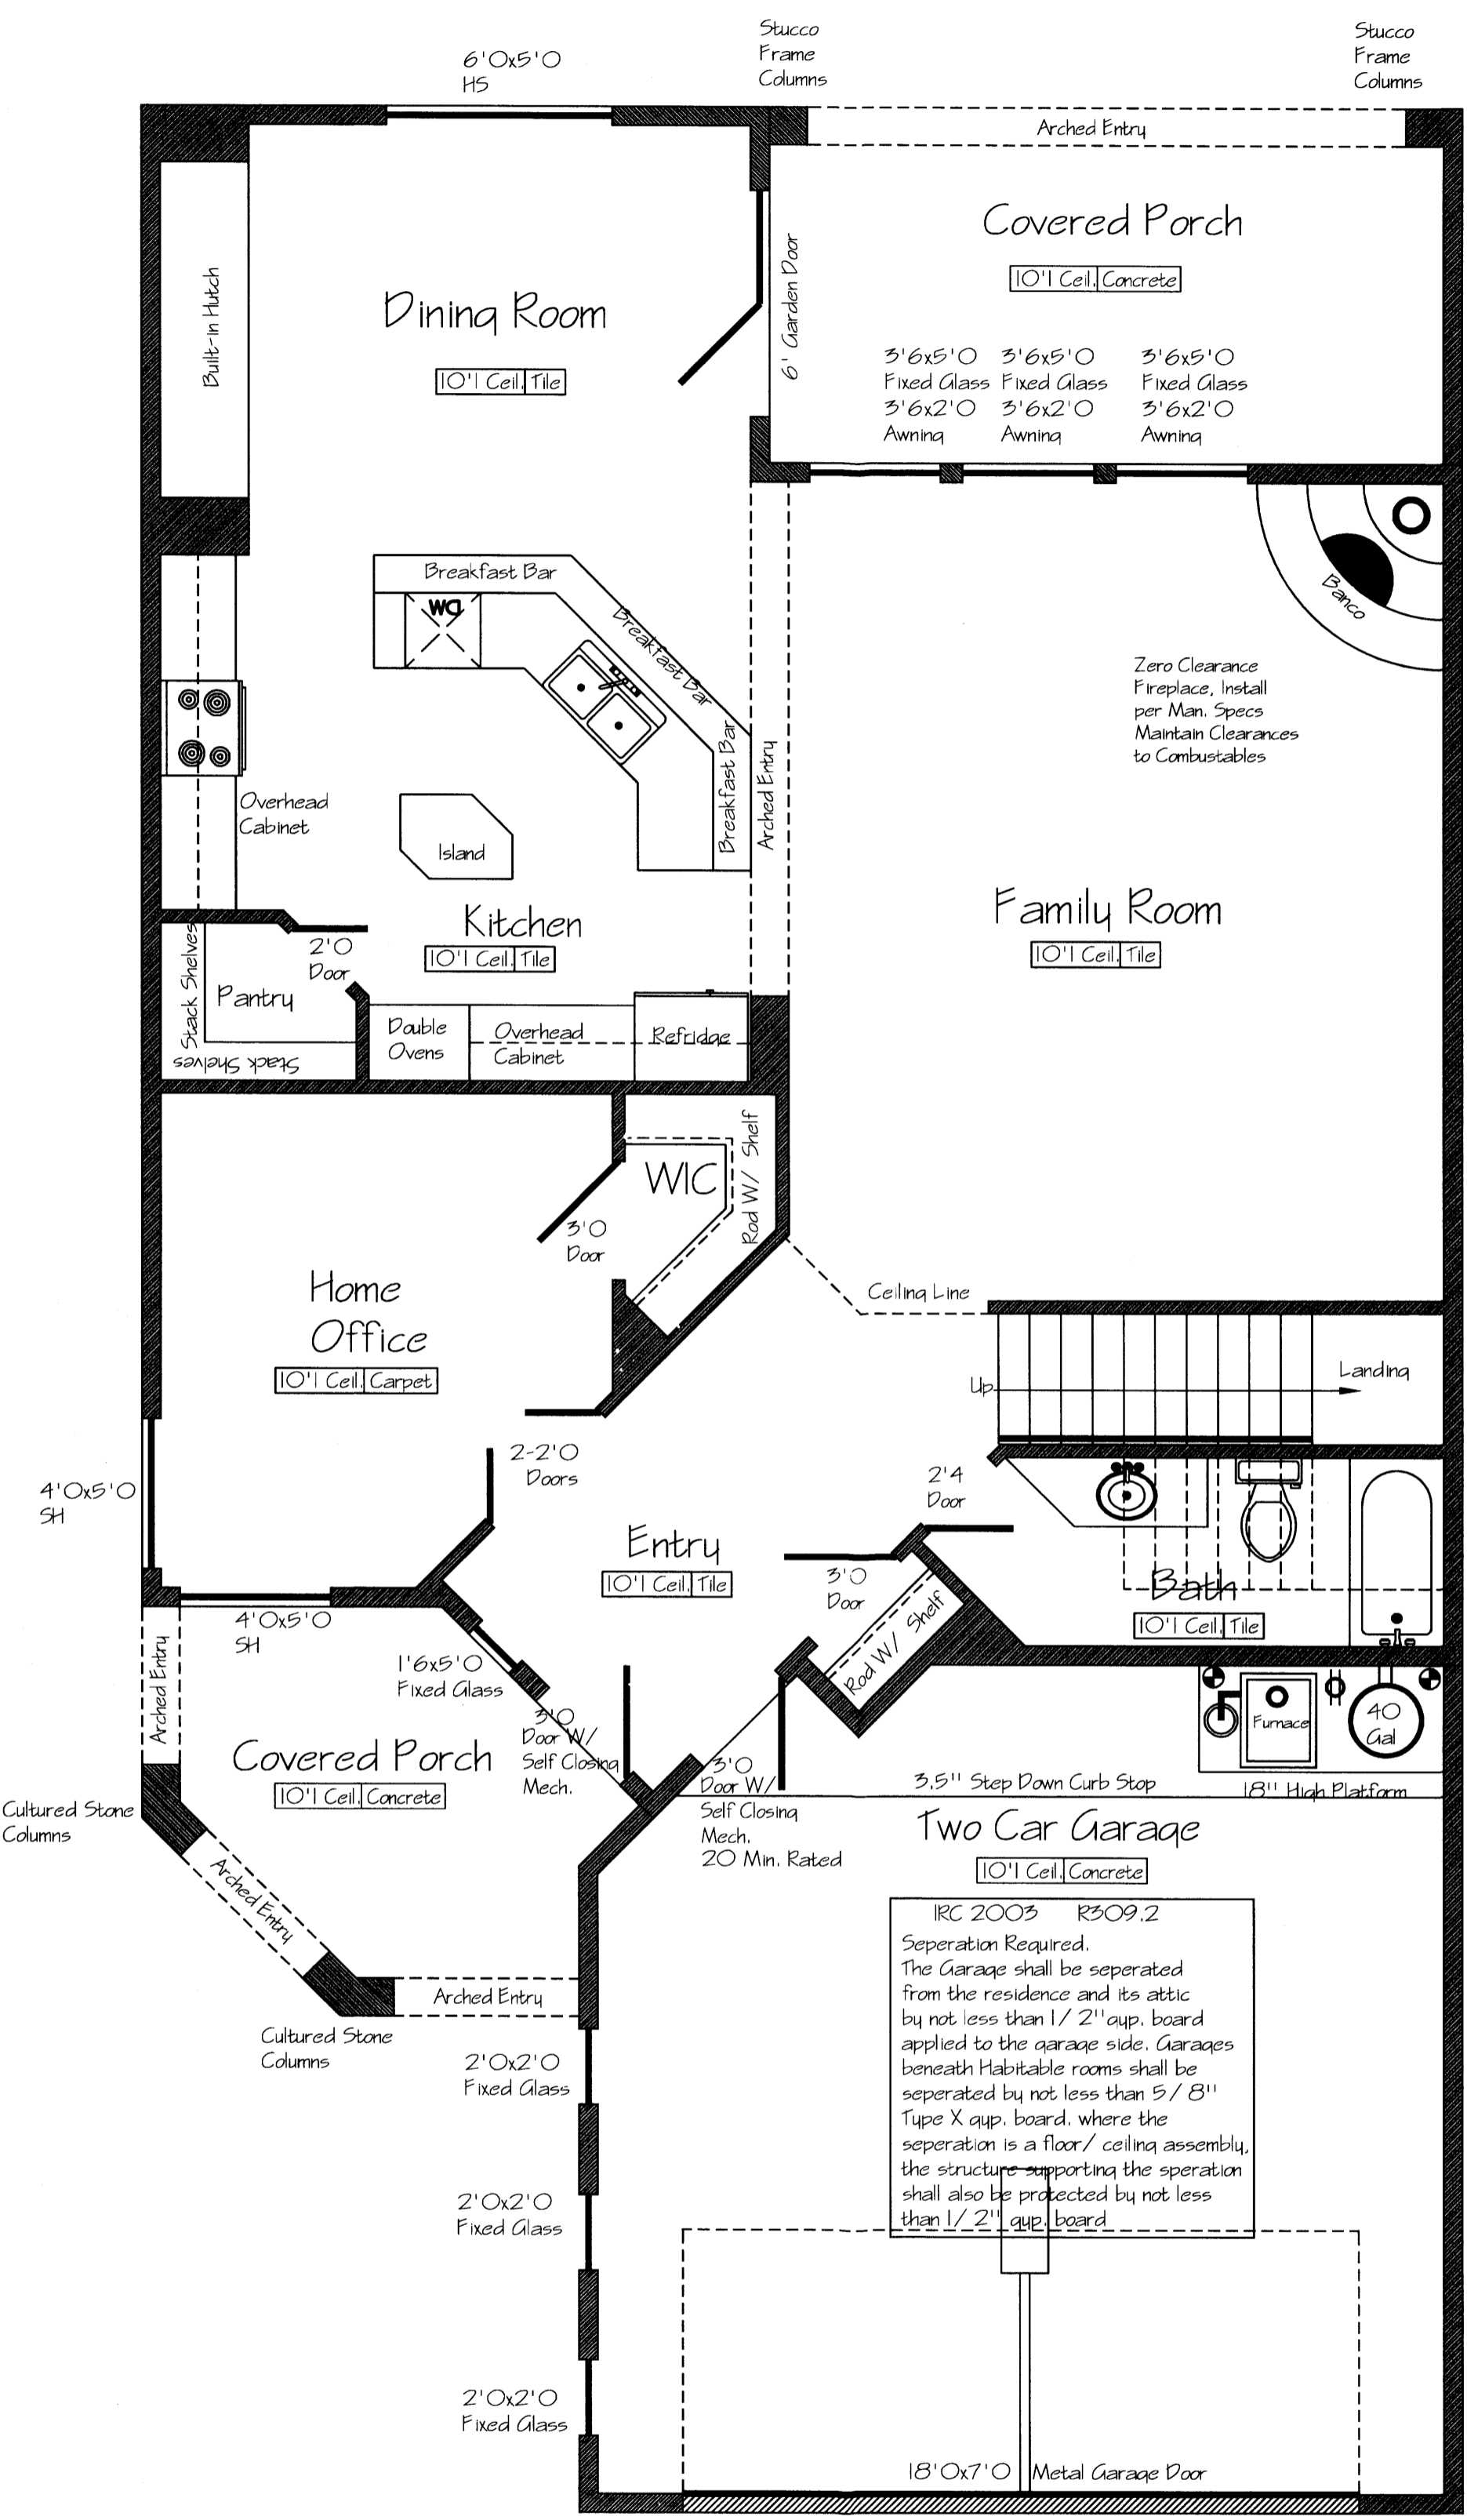 Stucco
Frame
Columns
Stucco
Frame
Columns
6'0x5'0
HS
Arched Entry
Covered Porch
10'1 Ceil. Concrete
Built-in Hutch
Dining Room
10'1 Ceil. Tile
6' Garden Door
3'6x5'0
Fixed Glass
3'6x2'0
Awning
3'6x5'0
Fixed Glass
3'6x2'0
Awning
3'6x5'0
Fixed Glass
3'6x2'0
Awning
Breakfast Bar
DW
Breakfast Bar
Breakfast Bar
Arched Entry
Banco
Zero Clearance
Fireplace, Install
per Man. Specs
Maintain Clearances
to Combustables
Overhead
Cabinet
Island
Kitchen
10'1 Ceil. Tile
Family Room
10'1 Ceil. Tile
2'0
Door
Stack Shelves
Pantry
Stack Shelves
Double
Ovens
Overhead
Cabinet
Refridge
WIC
Rod W/ Shelf
3'0
Door
Home
Office
10'1 Ceil. Carpet
Ceiling Line
Up
Landing
2-2'0
Doors
4'0x5'0
SH
2'4
Door
Entry
10'1 Ceil. Tile
3'0
Door
Rod W/ Shelf
Bath
10'1 Ceil. Tile
4'0x5'0
SH
Arched Entry
1'6x5'0
Fixed Glass
3'0
Door W/
Self Closing
Mech.
Covered Porch
10'1 Ceil. Concrete
Furnace
40
Gal
3'0
Door W/
Self Closing
Mech.
20 Min. Rated
3.5" Step Down Curb Stop
18" High Platform
Cultured Stone
Columns
Two Car Garage
10'1 Ceil. Concrete
Arched Entry
IRC 2003 R309.2
Seperation Required.
The Garage shall be seperated
from the residence and its attic
by not less than 1/ 2"gyp. board
applied to the garage side. Garages
beneath Habitable rooms shall be
seperated by not less than 5/ 8"
Type X gyp. board. where the
seperation is a floor/ ceiling assembly,
the structure supporting the speration
shall also be protected by not less
than 1/ 2" gyp. board
Arched Entry
Cultured Stone
Columns
2'0x2'0
Fixed Glass
2'0x2'0
Fixed Glass
2'0x2'0
Fixed Glass
18'0x7'0 Metal Garage Door